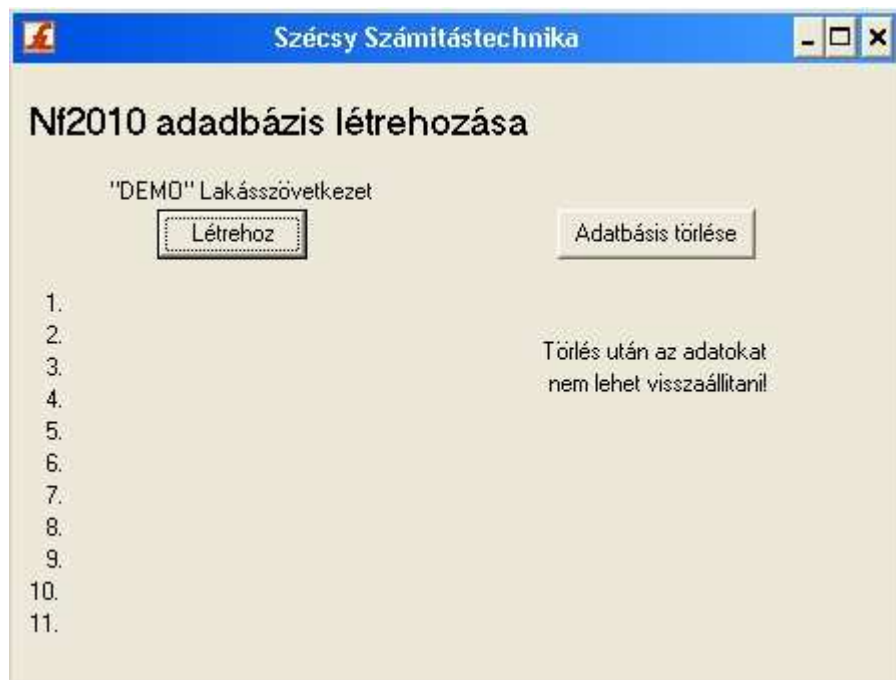 Szécsy Számitástechnika
Nf2010 adadbázis létrehozása
"DEMO" Lakásszövetkezet
Létrehoz
Adatbásis törlése
1.
2.
3.
4.
5.
6.
7.
8.
9.
10.
11.
Törlés után az adatokat
nem lehet visszaállitani!